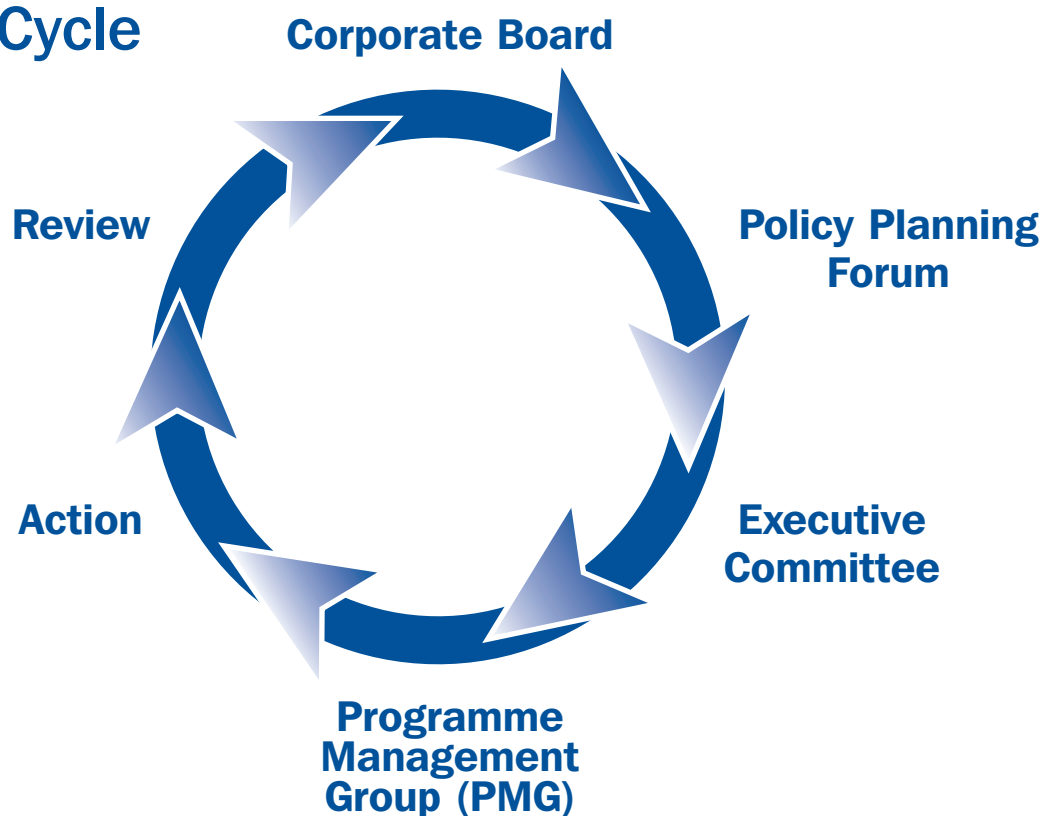 Cycle
Corporate Board
Review
Policy Planning
Forum
Action
Executive
Committee
Programme
Management
Group (PMG)